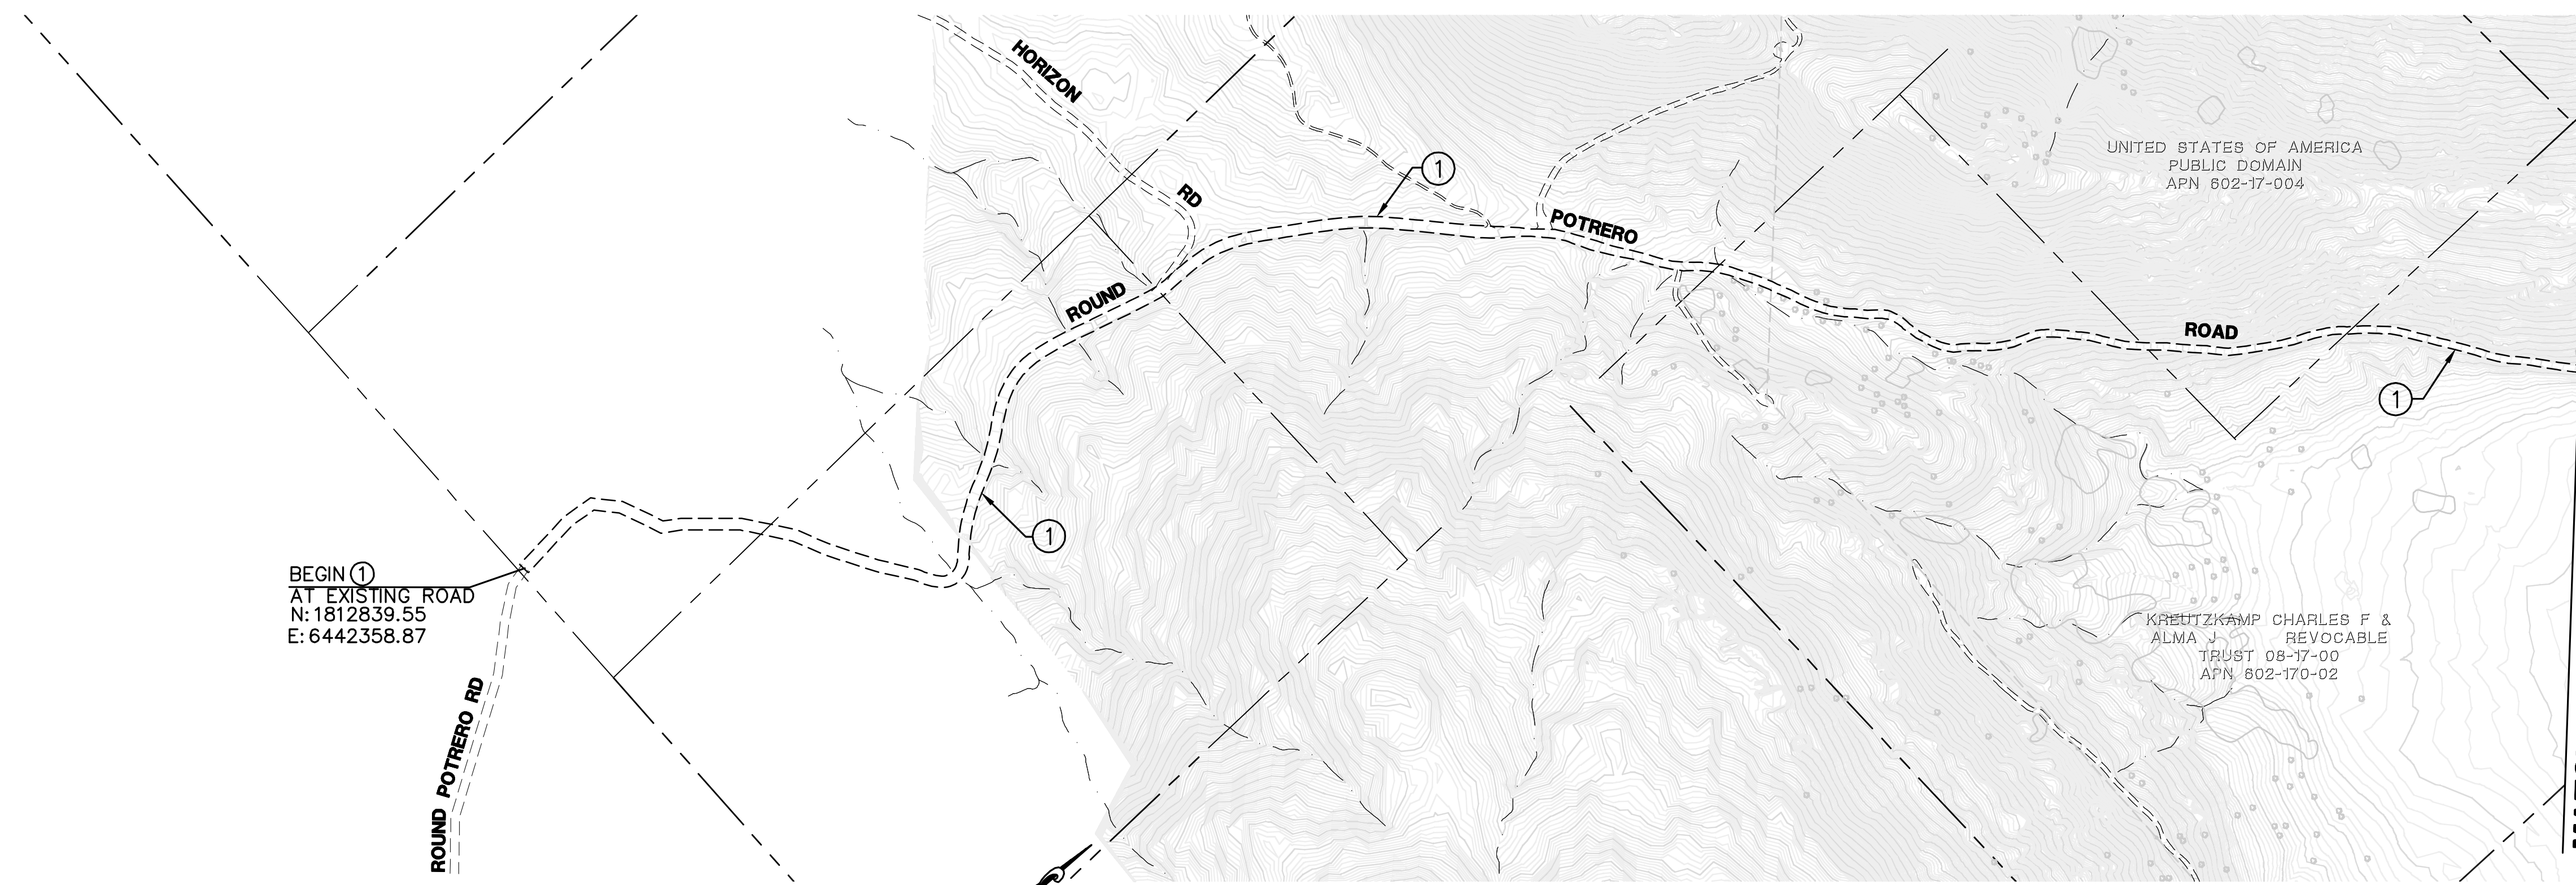 HORIZON
RD
1
UNITED STATES OF AMERICA
PUBLIC DOMAIN
APN 602-17-004
ROUND
POTRERO
ROAD
1
1
BEGIN 1
AT EXISTING ROAD
N: 1812839.55
E: 6442358.87
KREUTZKAMP CHARLES F &
ALMA J REVOCABLE
TRUST 08-17-00
APN 602-170-02
ROUND POTRERO RD